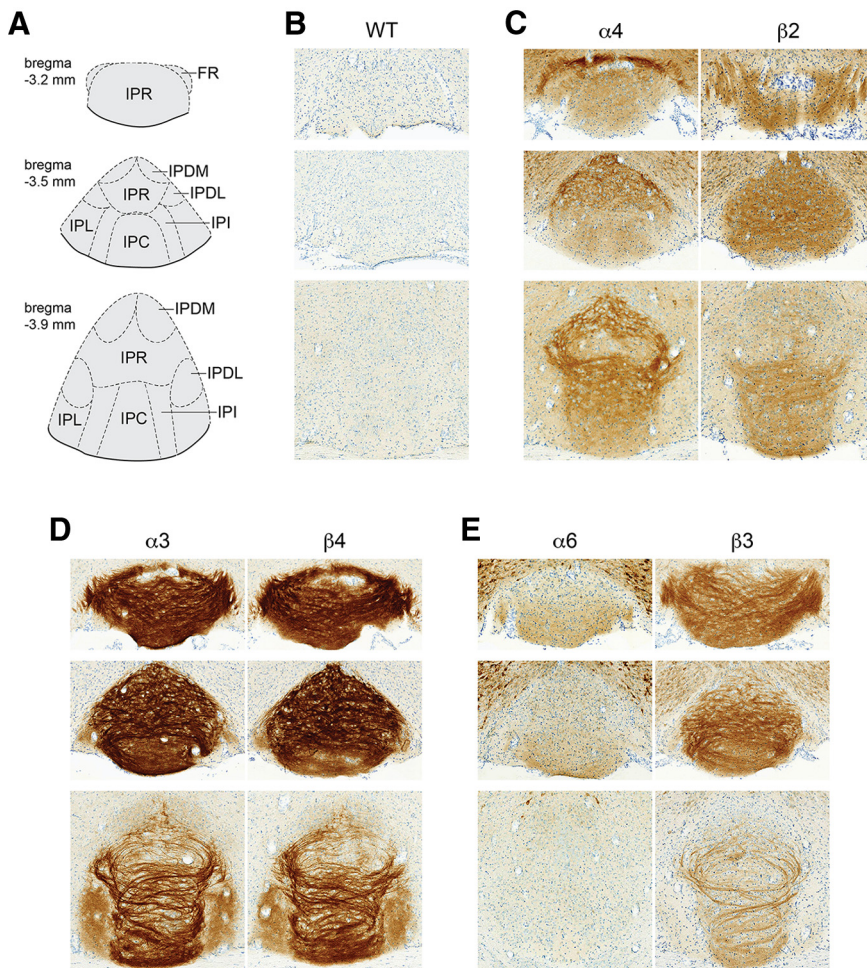 A
bregma
-3.2 mm
FR
IPR
bregma
-3.5 mm
IPDM
IPR
IPDL
IPL
IPI
IPC
bregma
-3.9 mm
IPDM
IPR
IPDL
IPL
IPC
IPI
B
WT
C
α4
β2
D
α3
β4
E
α6
β3